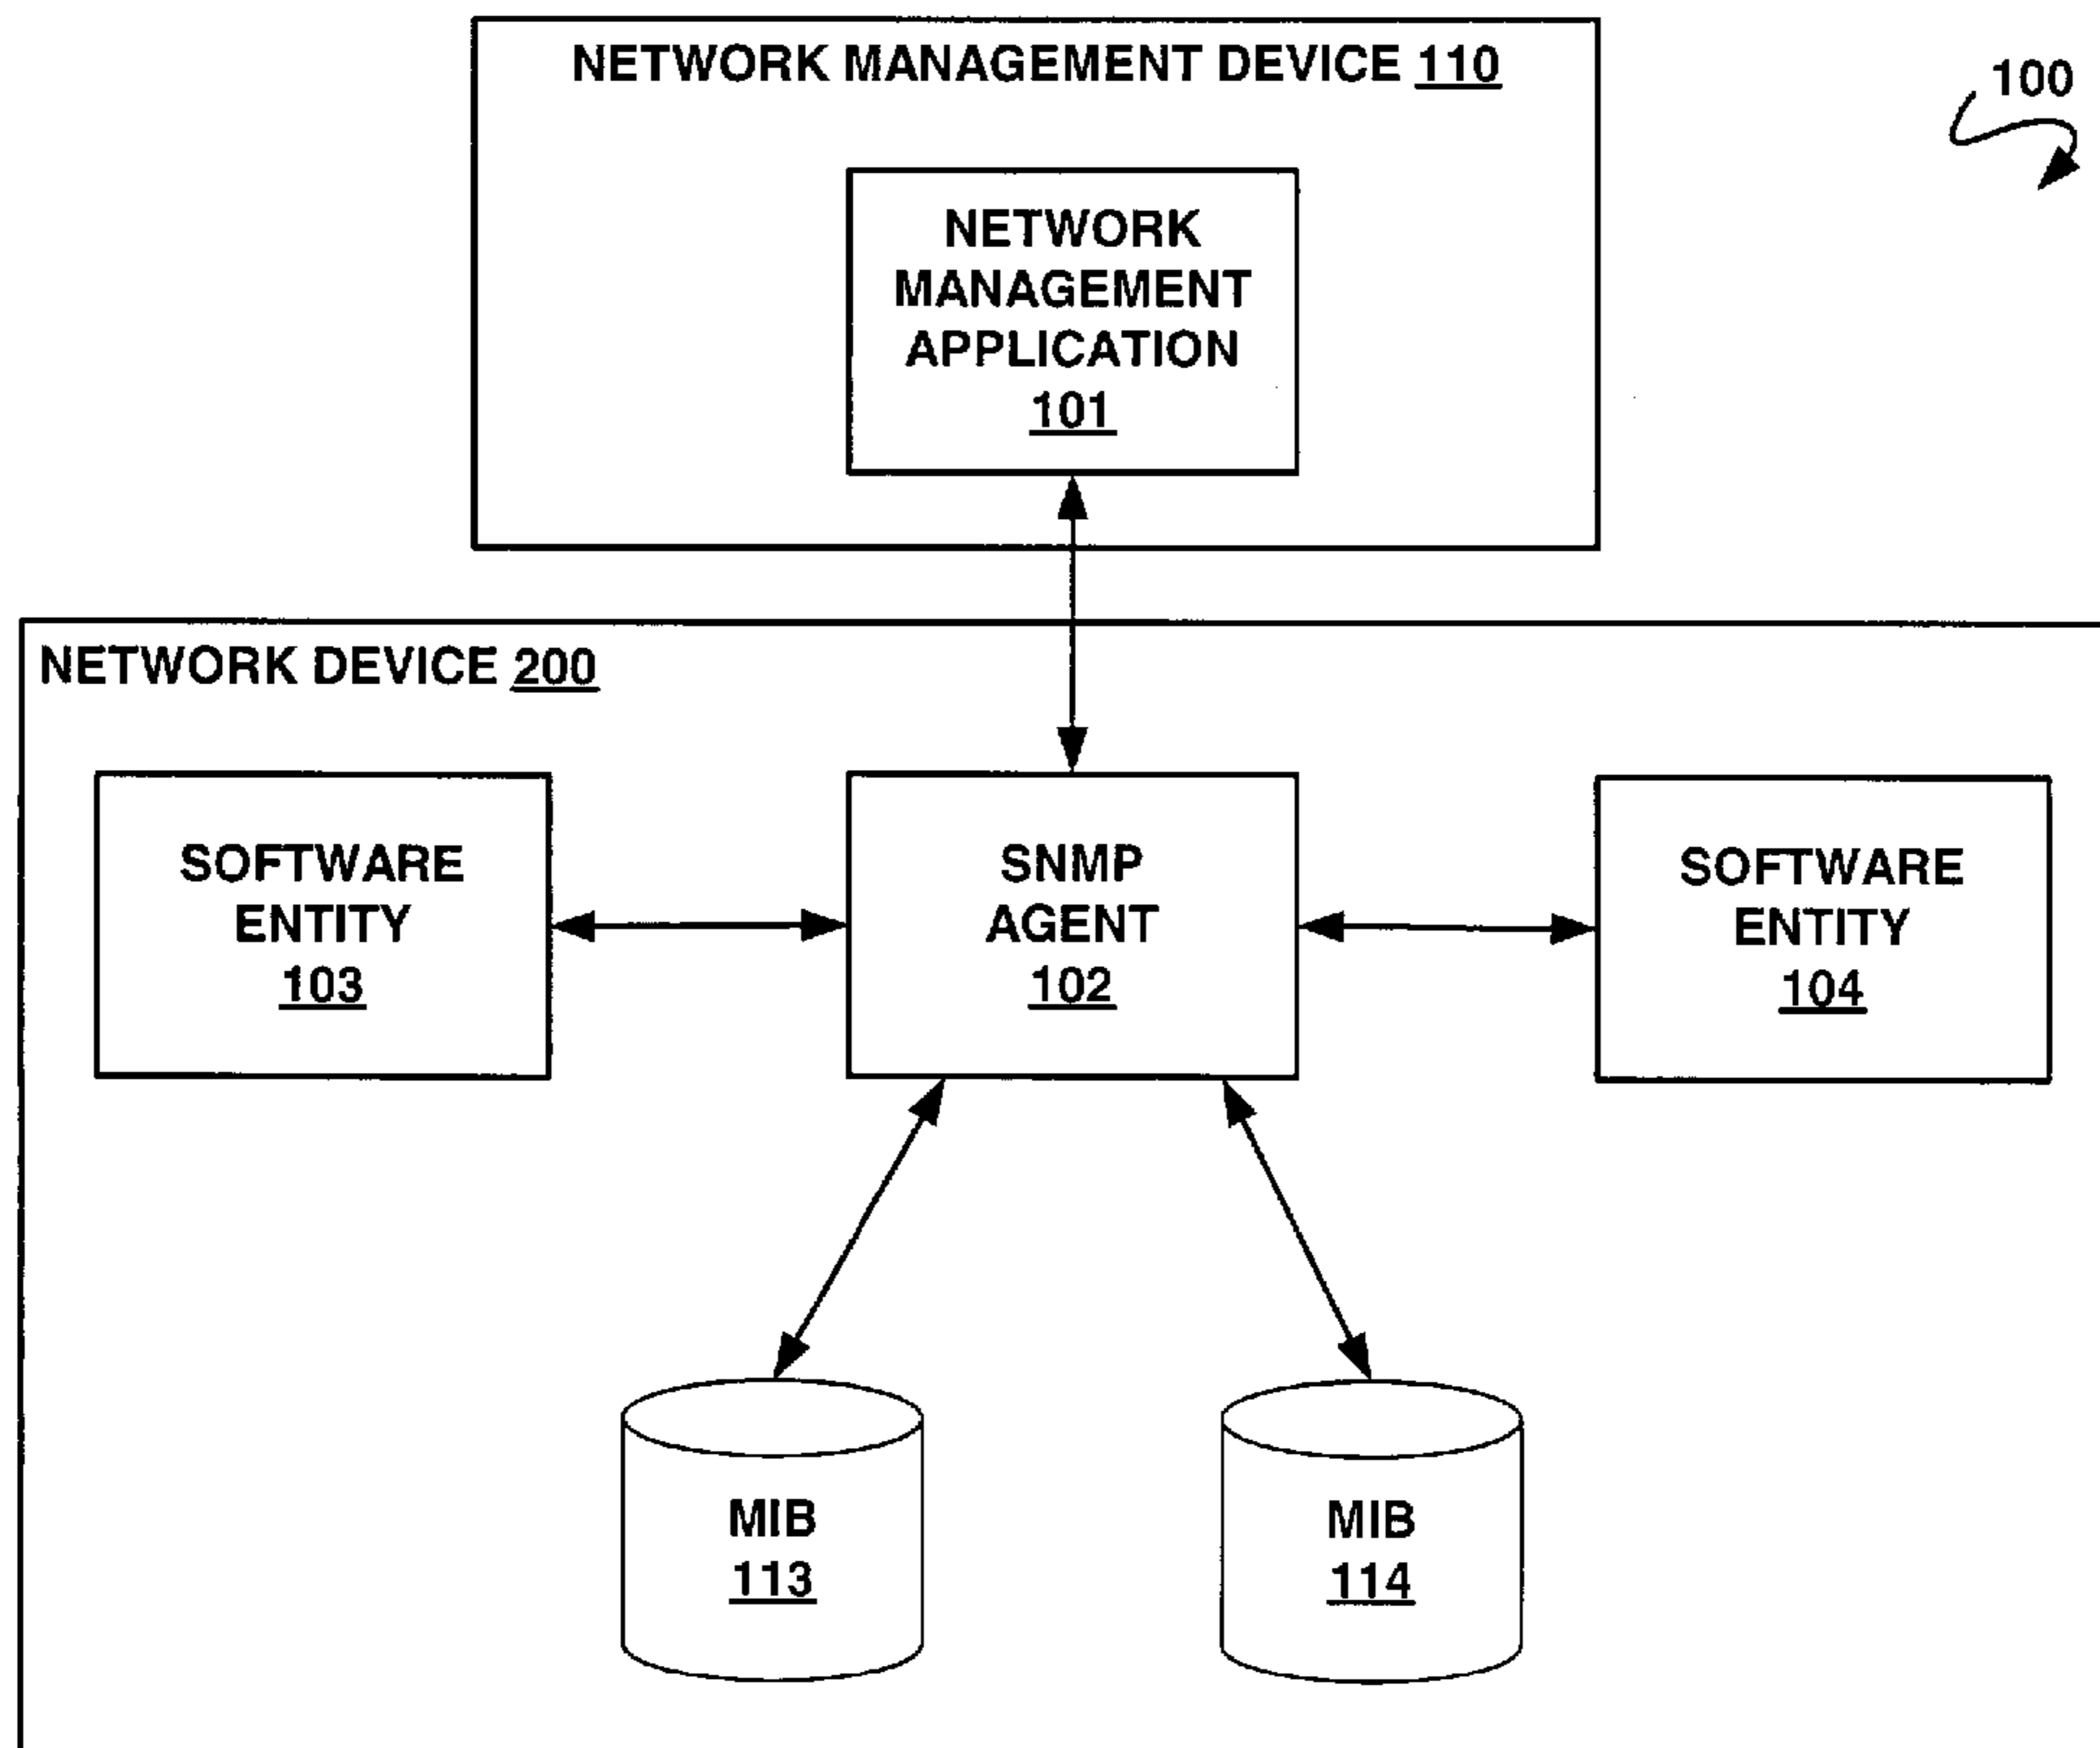 NETWORK MANAGEMENT DEVICE 110
100
NETWORK
MANAGEMENT
APPLICATION
101
NETWORK DEVICE 200
SOFTWARE
ENTITY
103
SNMP
AGENT
102
SOFTWARE
ENTITY
104
MIB
113
MIB
114